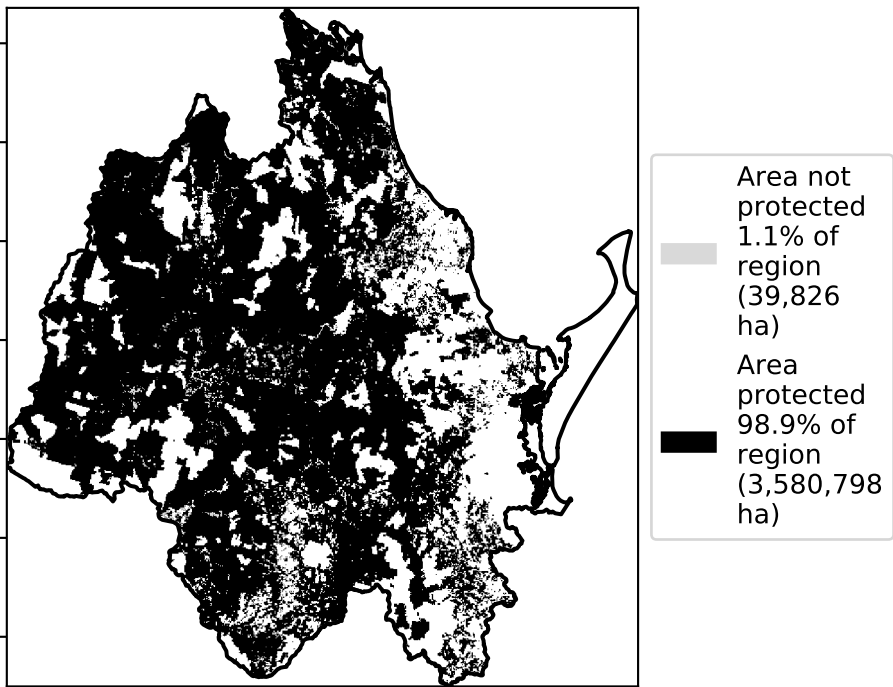 Area not
protected
1.1% of
region
(39,826
ha)
Area
protected
98.9% of
region
(3,580,798
ha)